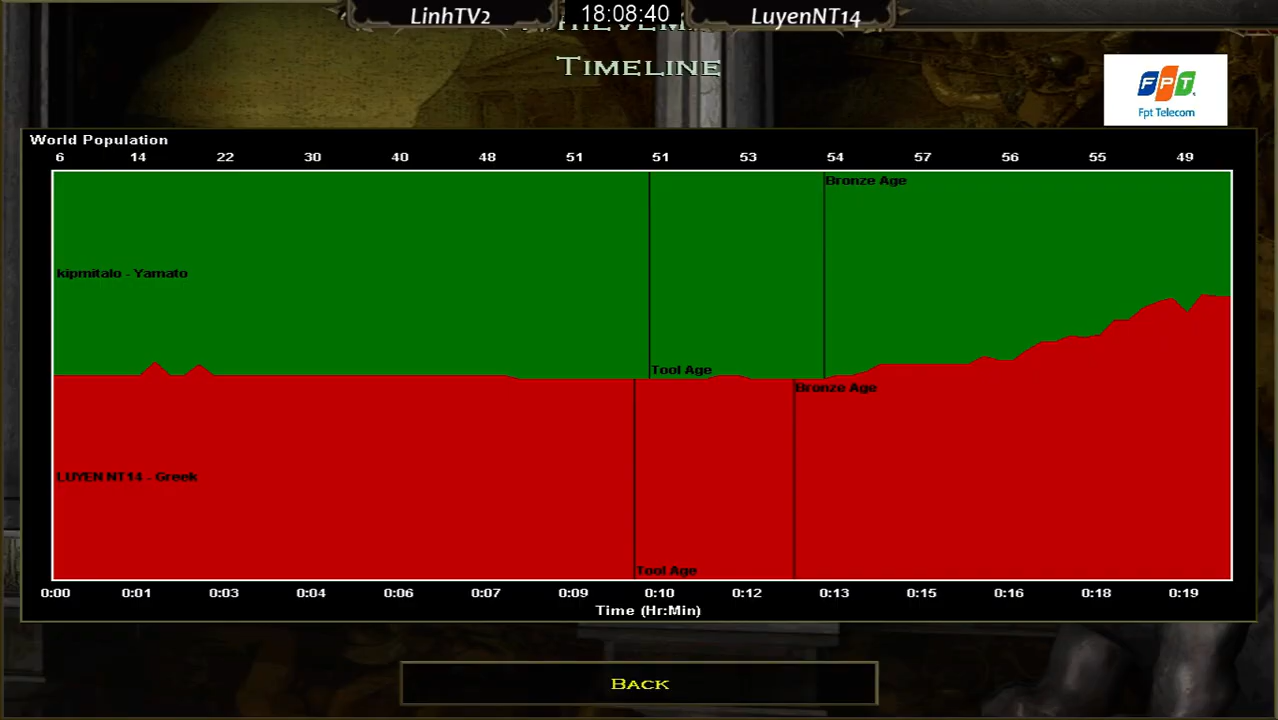 LinhTV2 18:08:40 LuyenNT14
TIMELINE
FPT
Fpt Telecom
World Population
6 14 22 30 40 48 51 51 53 54 57 56 55 49
Bronze Age
kipmitalo - Yamato
Tool Age
Bronze Age
LUYEN NT14 - Greek
Tool Age
0:00 0:01 0:03 0:04 0:06 0:07 0:09 0:10 0:12 0:13 0:15 0:16 0:18 0:19
Time (Hr:Min)
BACK